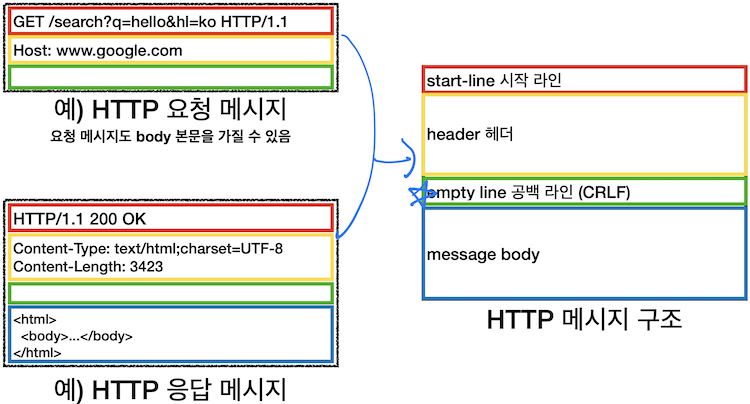 GET /search?q=hello&hl=ko HTTP/1.1
Host: www.google.com
예) HTTP 요청 메시지
요청 메시지도 body 본문을 가질 수 있음
HTTP/1.1 200 OK
Content-Type: text/html;charset=UTF-8
Content-Length: 3423
<html>
<body>...</body>
</html>
예) HTTP 응답 메시지
start-line 시작 라인
header 헤더
empty line 공백 라인 (CRLF)
message body
HTTP 메시지 구조